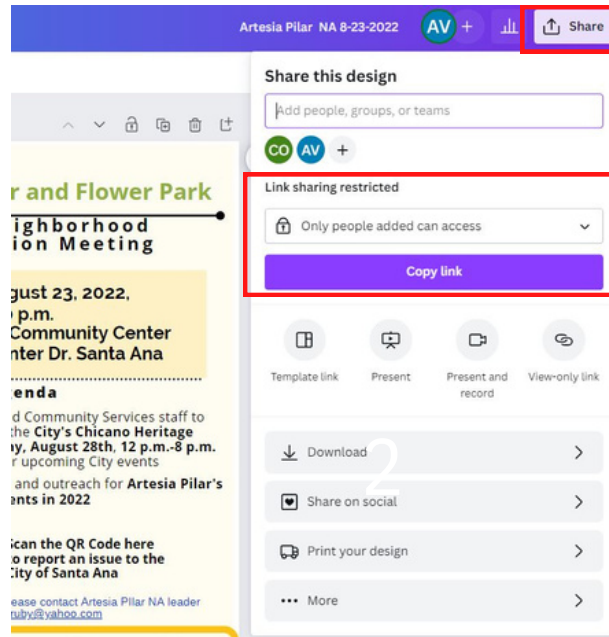 Artesia Pilar NA 8-23-2022 AV + Share
Share this design
Add people, groups, or teams
CO AV +
Link sharing restricted
Only people added can access
Copy link
Template link Present Present and record View-only link
Download
2
Share on social
Print your design
More
r and Flower Park
ighborhood
ion Meeting
gust 23, 2022,
p.m.
Community Center
nter Dr. Santa Ana
enda
d Community Services staff to
the City's Chicano Heritage
ay, August 28th, 12 p.m.-8 p.m.
r upcoming City events
and outreach for Artesia Pilar's
ents in 2022
Scan the QR Code here
to report an issue to the
City of Santa Ana
ease contact Artesia PIlar NA leader
ruby@yahoo.com